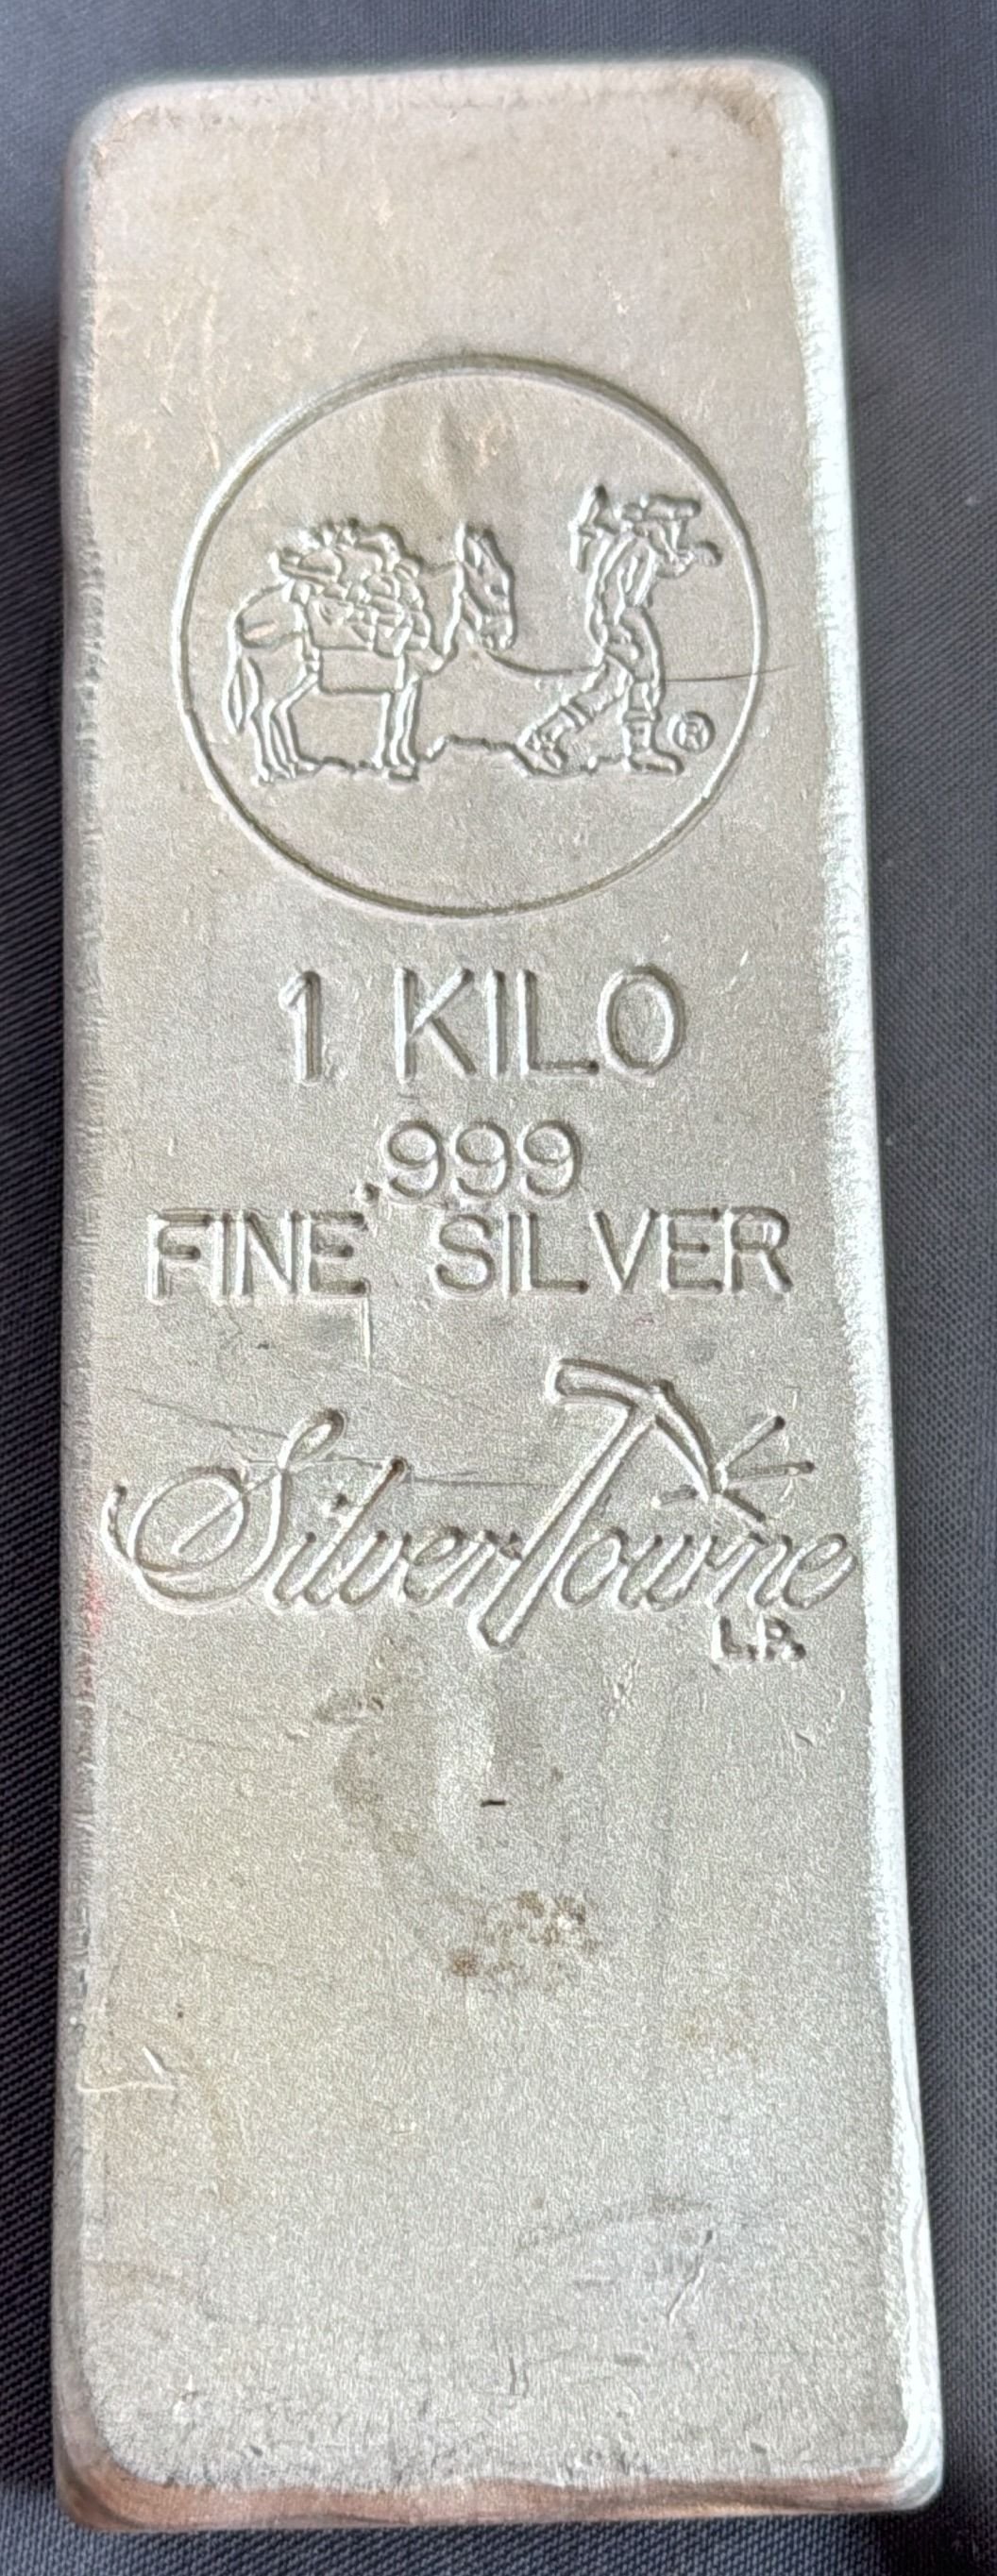 ®
1 KILO
.999
FINE SILVER
SilverTowne
L.P.